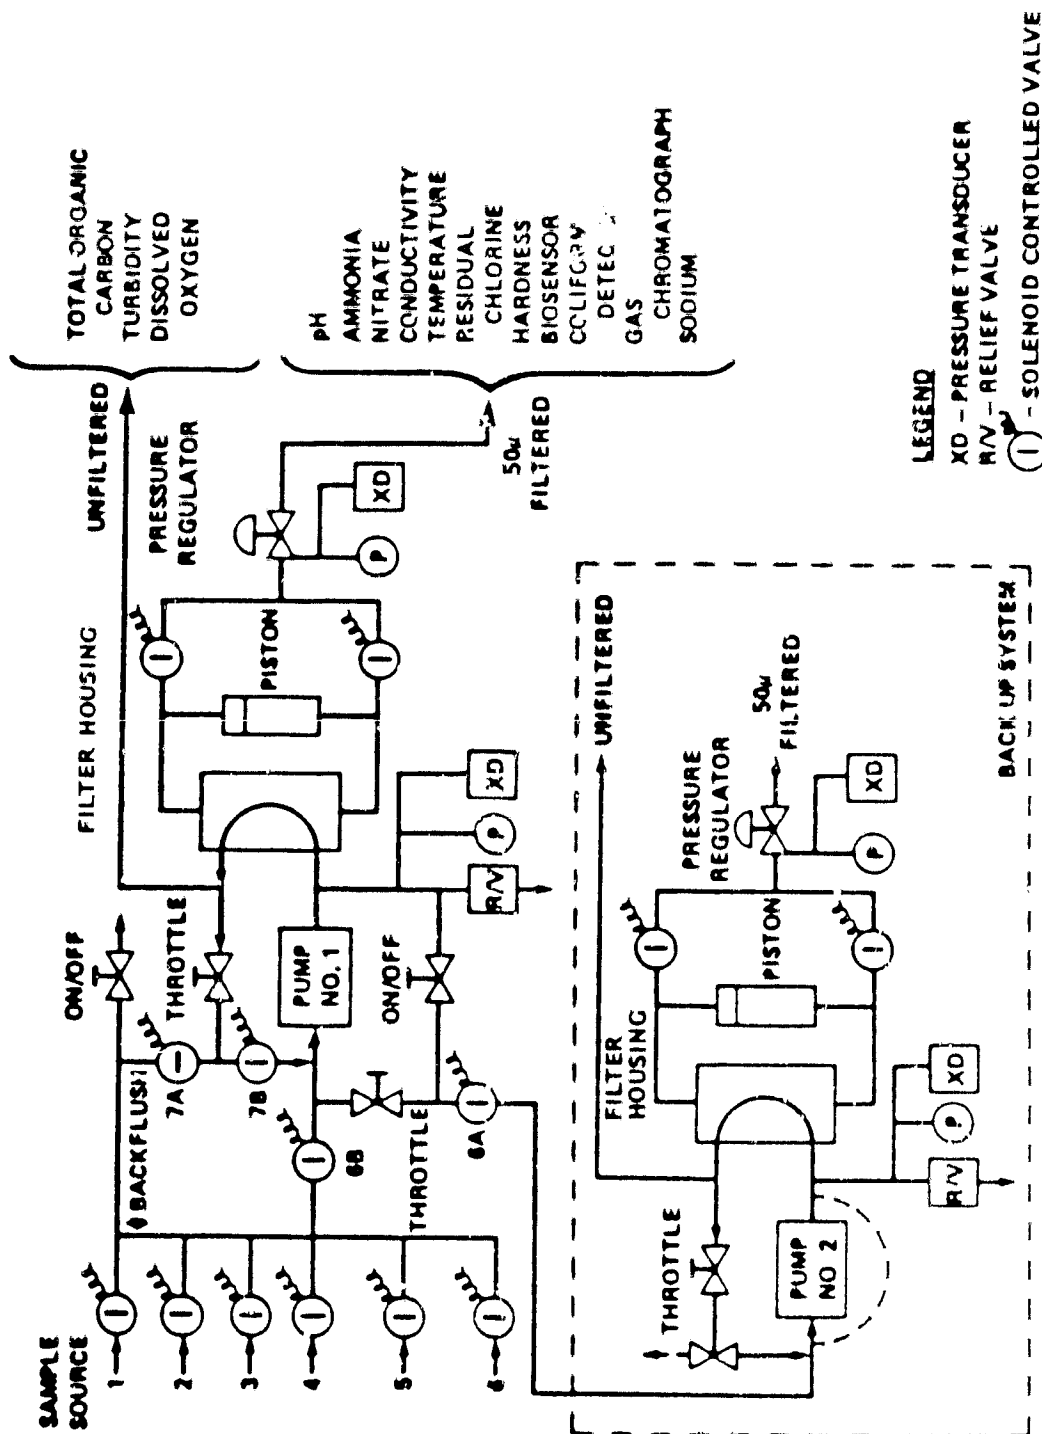 SAMPLE
SOURCE
1
2
3
4
5
6
BACKFLUSH
ON/OFF
7A
THROTTLE
7B
6B
PUMP
NO. 1
THROTTLE
6A
ON/OFF
R/V
P
XD
FILTER HOUSING
PISTON
PRESSURE
REGULATOR
P
XD
UNFILTERED
50μ
FILTERED
TOTAL ORGANIC
CARBON
TURBIDITY
DISSOLVED
OXYGEN
pH
AMMONIA
NITRATE
CONDUCTIVITY
TEMPERATURE
RESIDUAL
CHLORINE
HARDNESS
BIOSENSOR
COLIFORM
DETEC
GAS
CHROMATOGRAPH
SODIUM
THROTTLE
PUMP
NO 2
R/V
P
XD
FILTER
HOUSING
PISTON
PRESSURE
REGULATOR
P
XD
UNFILTERED
50μ
FILTERED
BACK UP SYSTEM
LEGEND
XD – PRESSURE TRANSDUCER
R/V – RELIEF VALVE
- SOLENOID CONTROLLED VALVE